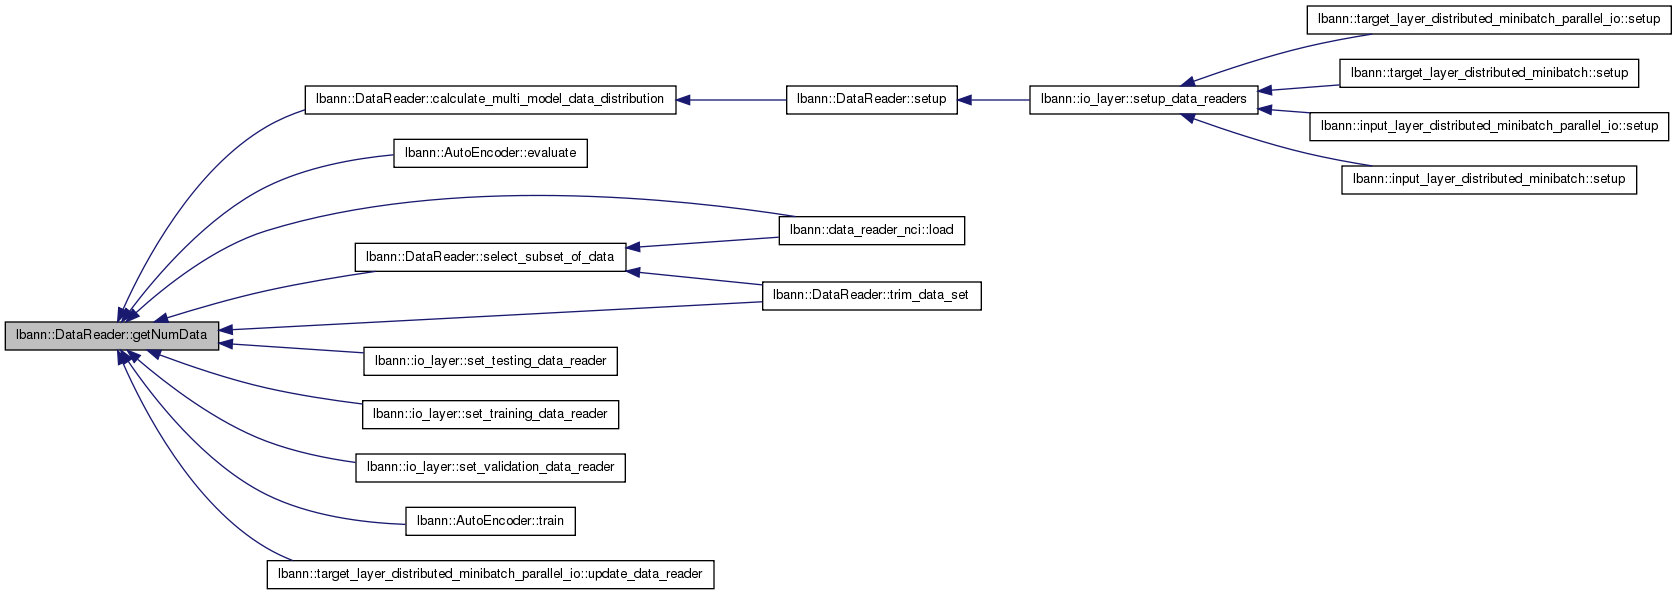 lbann::target_layer_distributed_minibatch_parallel_io::setup
lbann::target_layer_distributed_minibatch::setup
lbann::DataReader::calculate_multi_model_data_distribution
lbann::DataReader::setup
lbann::io_layer::setup_data_readers
lbann::input_layer_distributed_minibatch_parallel_io::setup
lbann::AutoEncoder::evaluate
lbann::input_layer_distributed_minibatch::setup
lbann::data_reader_nci::load
lbann::DataReader::select_subset_of_data
lbann::DataReader::trim_data_set
lbann::DataReader::getNumData
lbann::io_layer::set_testing_data_reader
lbann::io_layer::set_training_data_reader
lbann::io_layer::set_validation_data_reader
lbann::AutoEncoder::train
lbann::target_layer_distributed_minibatch_parallel_io::update_data_reader